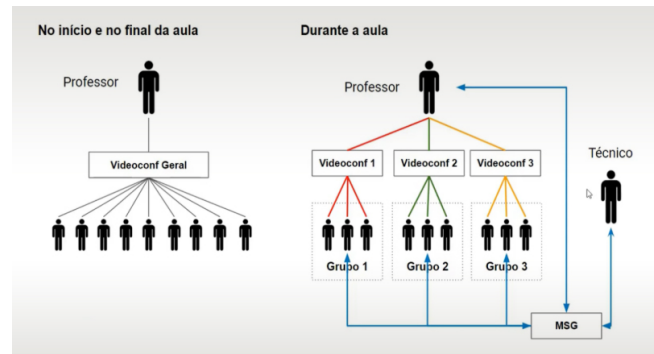 No início e no final da aula
Professor
Videoconf Geral
Durante a aula
Professor
Videoconf 1
Videoconf 2
Videoconf 3
Técnico
Grupo 1
Grupo 2
Grupo 3
MSG